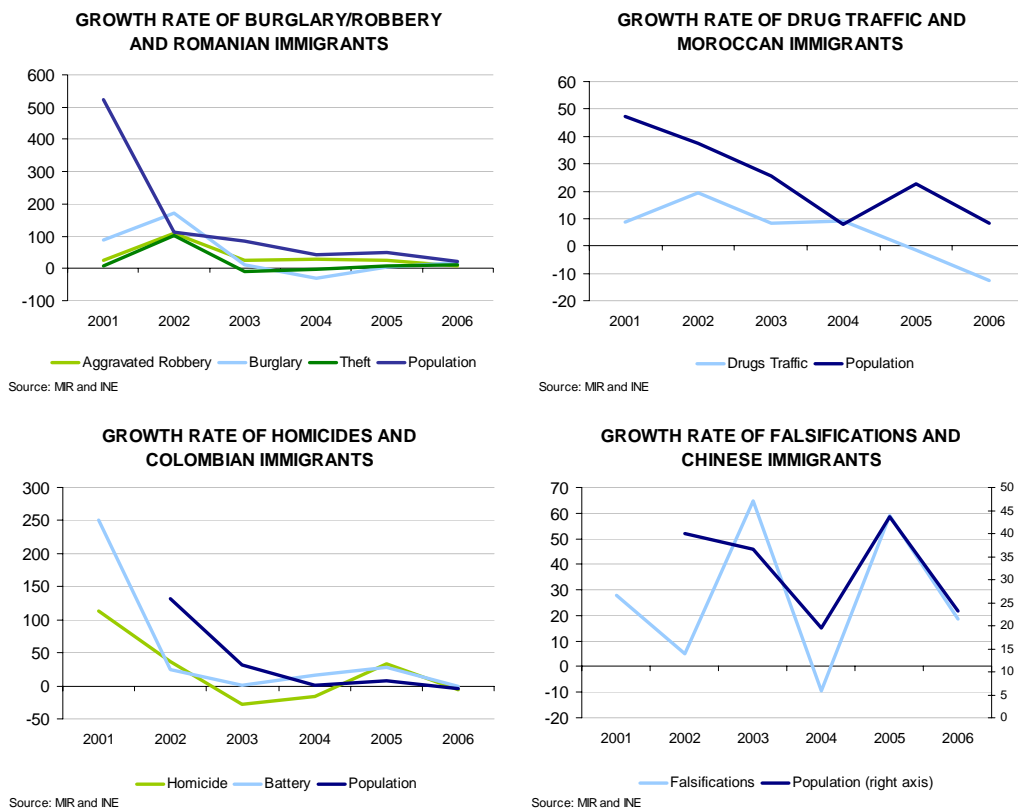 GROWTH RATE OF BURGLARY/ROBBERY
AND ROMANIAN IMMIGRANTS
600
500
400
300
200
100
0
-100
2001 2002 2003 2004 2005 2006
Aggravated Robbery Burglary Theft Population
Source: MIR and INE
GROWTH RATE OF DRUG TRAFFIC AND
MOROCCAN IMMIGRANTS
60
50
40
30
20
10
0
-10
-20
2001 2002 2003 2004 2005 2006
Drugs Traffic Population
Source: MIR and INE
GROWTH RATE OF HOMICIDES AND
COLOMBIAN IMMIGRANTS
300
250
200
150
100
50
0
-50
2001 2002 2003 2004 2005 2006
Homicide Battery Population
Source: MIR and INE
GROWTH RATE OF FALSIFICATIONS AND
CHINESE IMMIGRANTS
70
60
50
40
30
20
10
0
-10
-20
50
45
40
35
30
25
20
15
10
5
0
2001 2002 2003 2004 2005 2006
Falsifications Population (right axis)
Source: MIR and INE